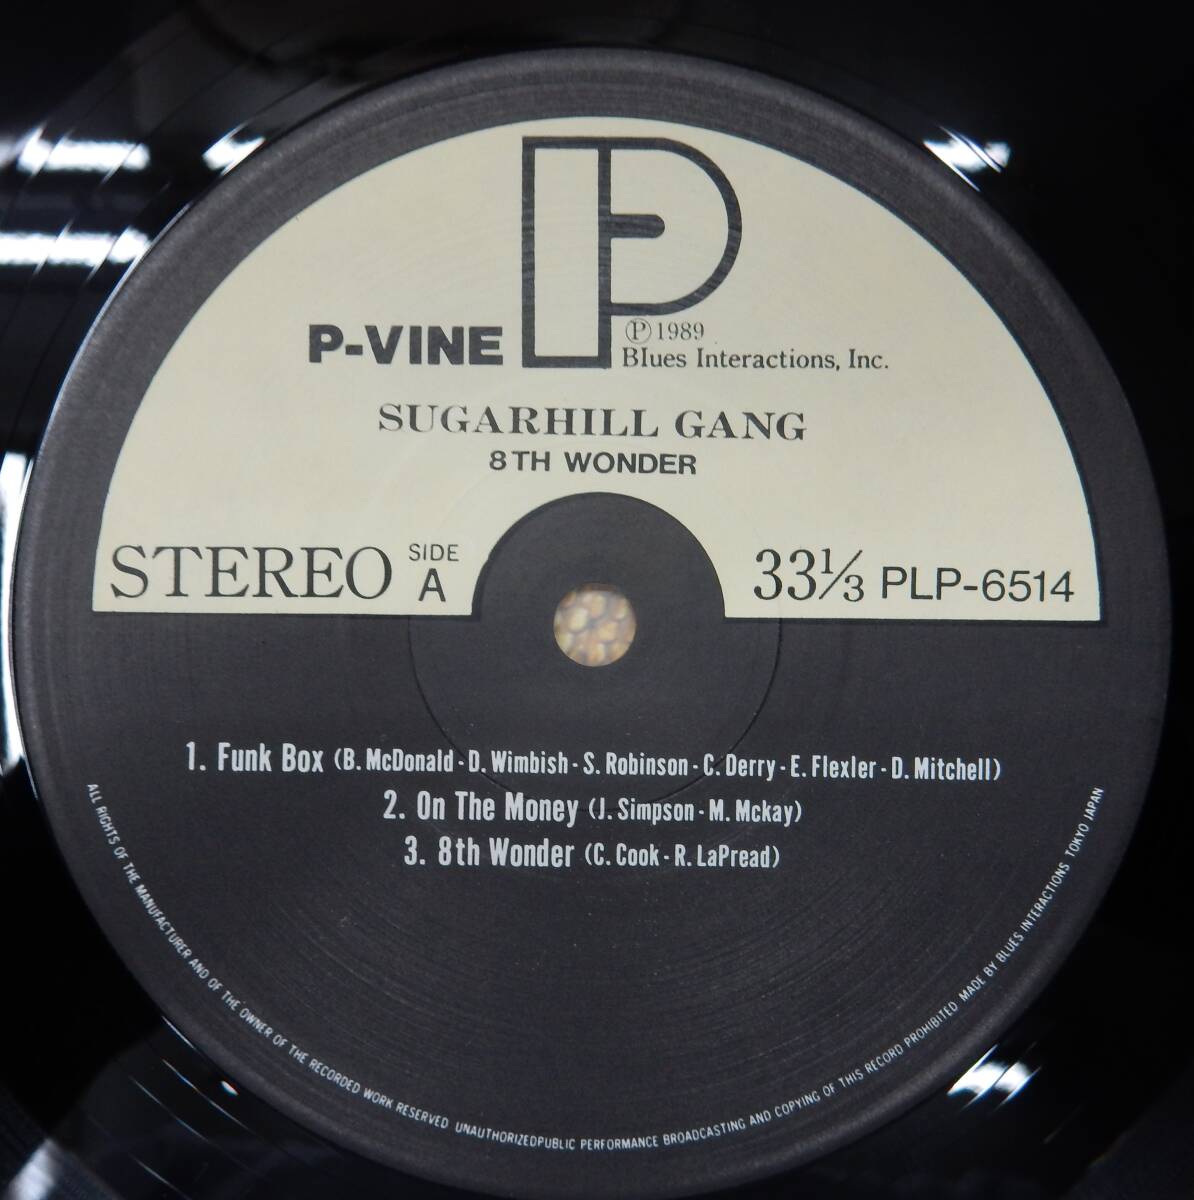 P
P-VINE
Ⓟ1989
Blues Interactions, Inc.
SUGARHILL GANG
8TH WONDER
STEREO SIDE A 33⅓ PLP-6514
1. Funk Box (B. McDonald - D. Wimbish - S. Robinson - C. Derry - E. Flexler - D. Mitchell)
2. On The Money (J. Simpson - M. Mckay)
3. 8th Wonder (C. Cook - R. LaPread)
ALL RIGHTS OF THE MANUFACTURER AND OF THE OWNER OF THE RECORDED WORK RESERVED UNAUTHORIZEDPUBLIC PERFORMANCE BROADCASTING AND COPYING OF THIS RECORD PROHIBITED MADE BY BLUES INTERACTIONS TOKYO JAPAN